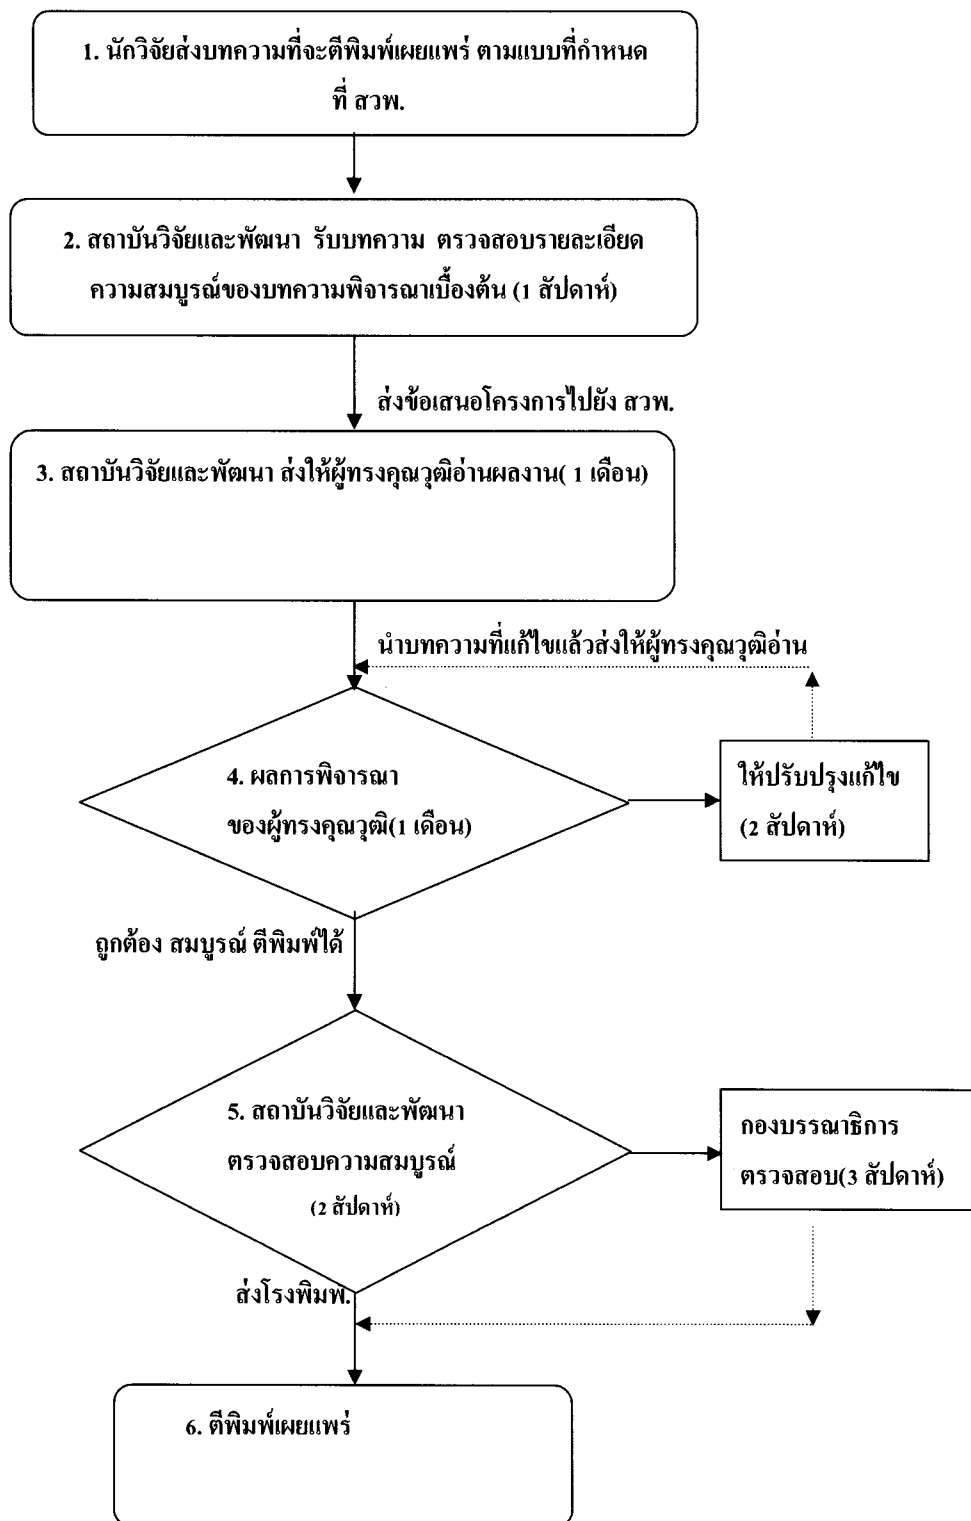 1. นักวิจัยส่งบทความที่จะตีพิมพ์เผยแพร่ ตามแบบที่กำหนด
ที่ สวพ.
2. สถาบันวิจัยและพัฒนา รับบทความ ตรวจสอบรายละเอียด
ความสมบูรณ์ของบทความพิจารณาเบื้องต้น (1 สัปดาห์)
ส่งข้อเสนอโครงการไปยัง สวพ.
3. สถาบันวิจัยและพัฒนา ส่งให้ผู้ทรงคุณวุฒิอ่านผลงาน( 1 เดือน)
นำบทความที่แก้ไขแล้วส่งให้ผู้ทรงคุณวุฒิอ่าน
4. ผลการพิจารณา
ของผู้ทรงคุณวุฒิ(1 เดือน)
ให้ปรับปรุงแก้ไข
(2 สัปดาห์)
ถูกต้อง สมบูรณ์ ตีพิมพ์ได้
5. สถาบันวิจัยและพัฒนา
ตรวจสอบความสมบูรณ์
(2 สัปดาห์)
กองบรรณาธิการ
ตรวจสอบ(3 สัปดาห์)
ส่งโรงพิมพ์.
6. ตีพิมพ์เผยแพร่